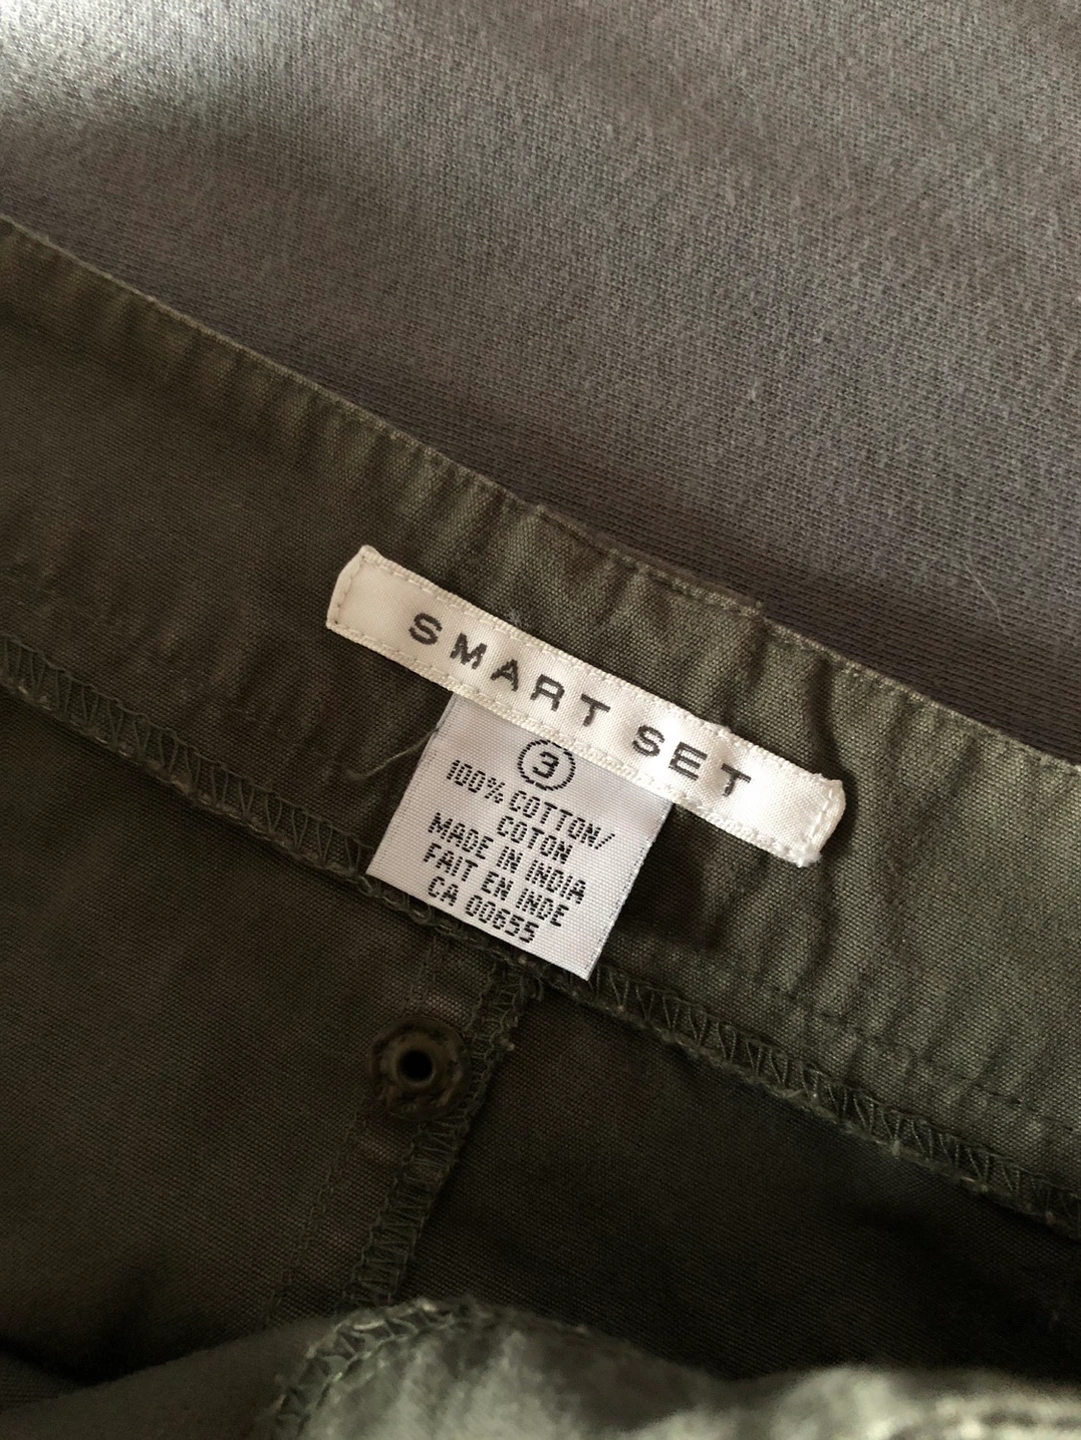 SMART SET
3
100% COTTON/
COTON
MADE IN INDIA
FAIT EN INDE
CA 00655